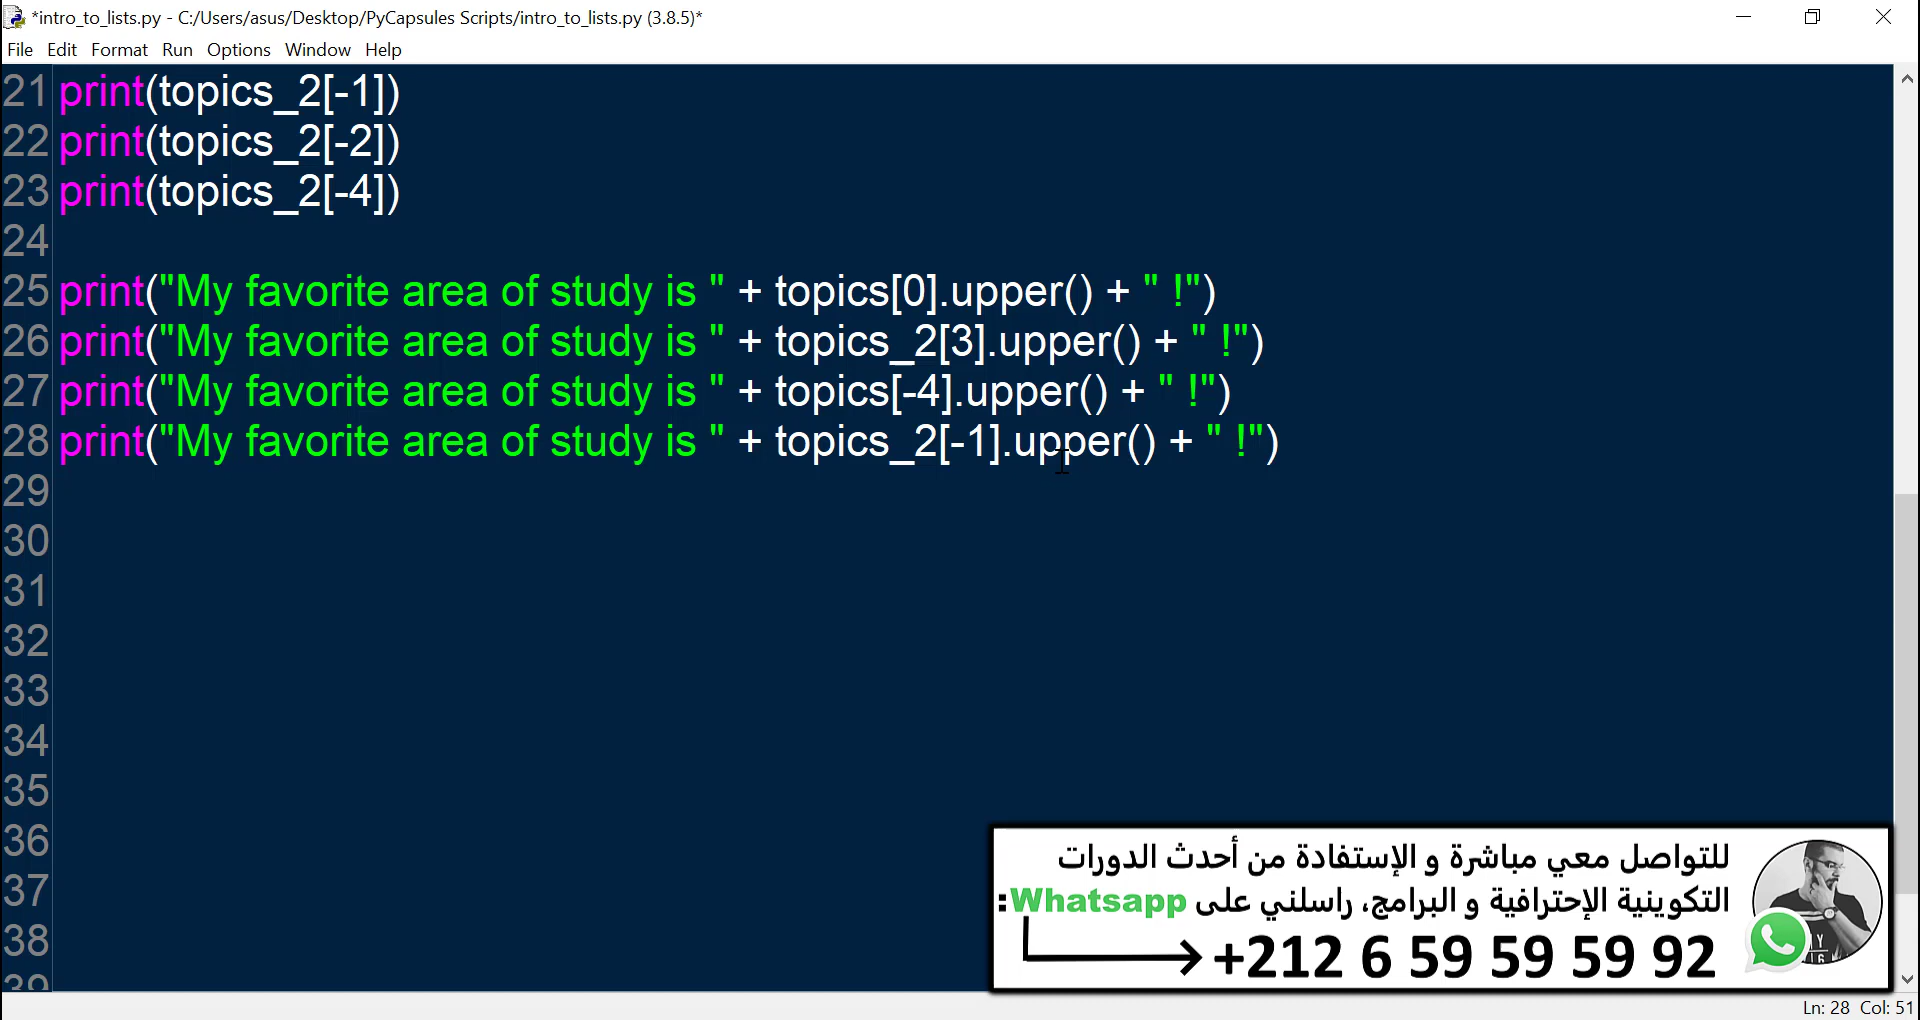 *intro_to_lists.py - C:/Users/asus/Desktop/PyCapsules Scripts/intro_to_lists.py (3.8.5)*
File Edit Format Run Options Window Help
21 print(topics_2[-1])
22 print(topics_2[-2])
23 print(topics_2[-4])
24
25 print("My favorite area of study is " + topics[0].upper() + " !")
26 print("My favorite area of study is " + topics_2[3].upper() + " !")
27 print("My favorite area of study is " + topics[-4].upper() + " !")
28 print("My favorite area of study is " + topics_2[-1].upper() + " !")
29
30
31
32
33
34
35
36
37
38
39
للتواصل معي مباشرة و الإستفادة من أحدث الدورات
التكوينية الإحترافية و البرامج، راسلني على Whatsapp:
+212 6 59 59 59 92
Ln: 28 Col: 51